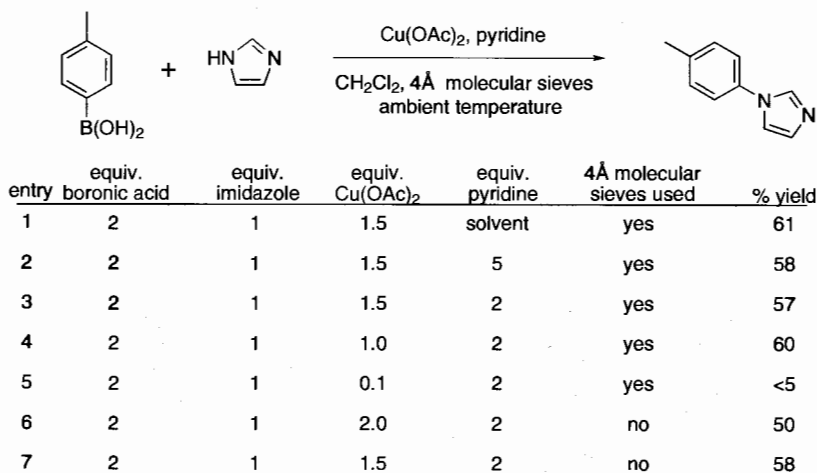 Cu(OAc)2, pyridine
+
HN
N
CH2Cl2, 4Å molecular sieves
ambient temperature
B(OH)2
N
N
entry equiv. boronic acid equiv. imidazole equiv. Cu(OAc)2 equiv. pyridine 4Å molecular sieves used % yield
1 2 1 1.5 solvent yes 61
2 2 1 1.5 5 yes 58
3 2 1 1.5 2 yes 57
4 2 1 1.0 2 yes 60
5 2 1 0.1 2 yes <5
6 2 1 2.0 2 no 50
7 2 1 1.5 2 no 58